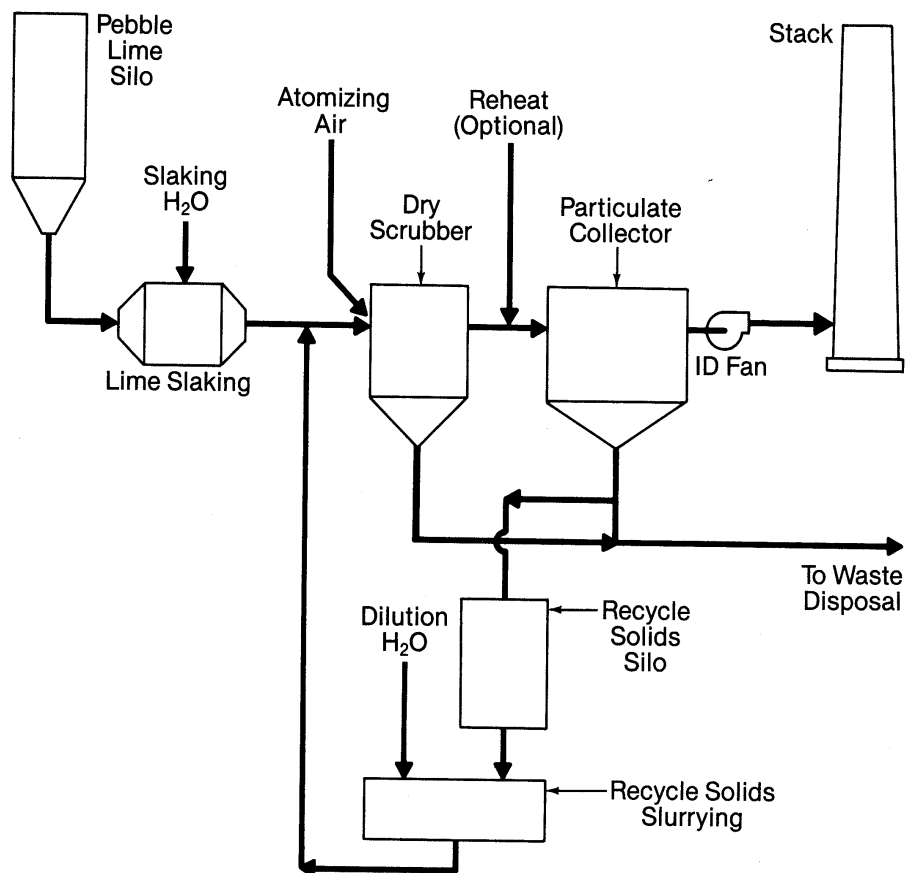 Pebble
Lime
Silo
Stack
Atomizing
Air
Reheat
(Optional)
Slaking
H₂O
Dry
Scrubber
Particulate
Collector
Lime Slaking
ID Fan
To Waste
Disposal
Dilution
H₂O
Recycle
Solids
Silo
Recycle Solids
Slurrying